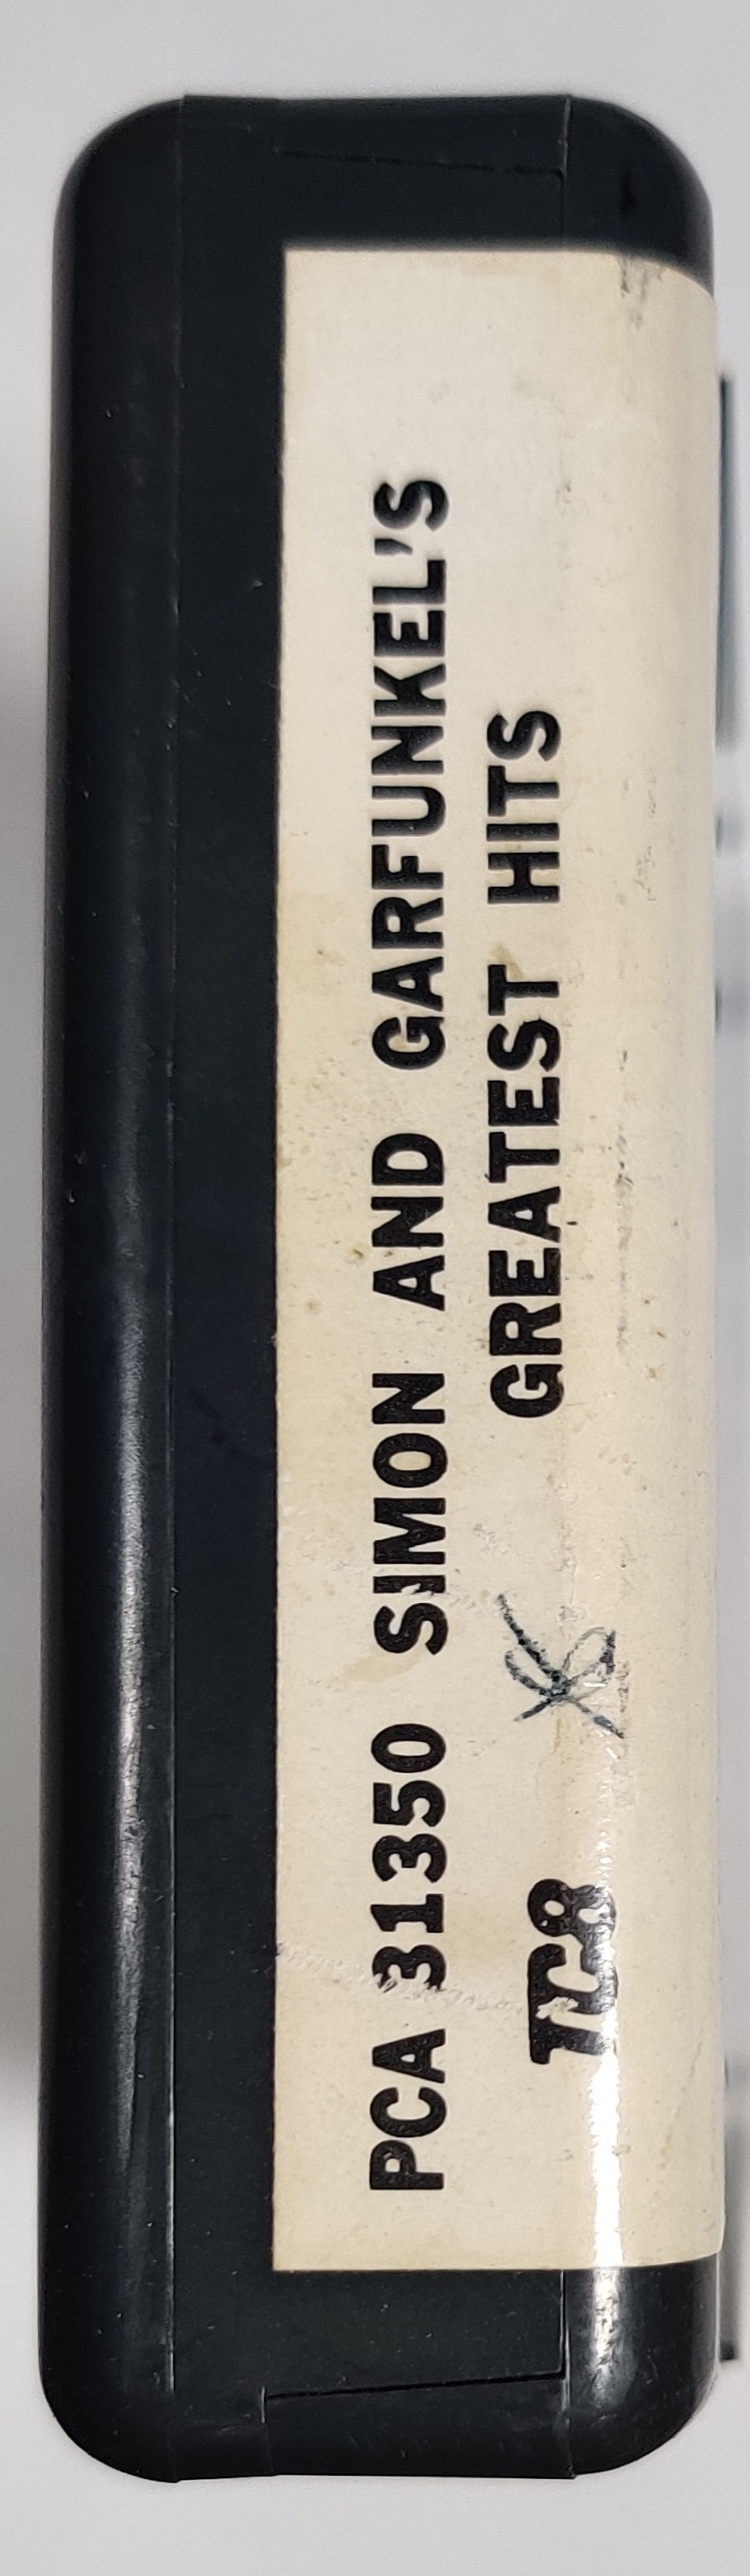 PCA 31350 SIMON AND GARFUNKEL'S
GREATEST HITS
TC8